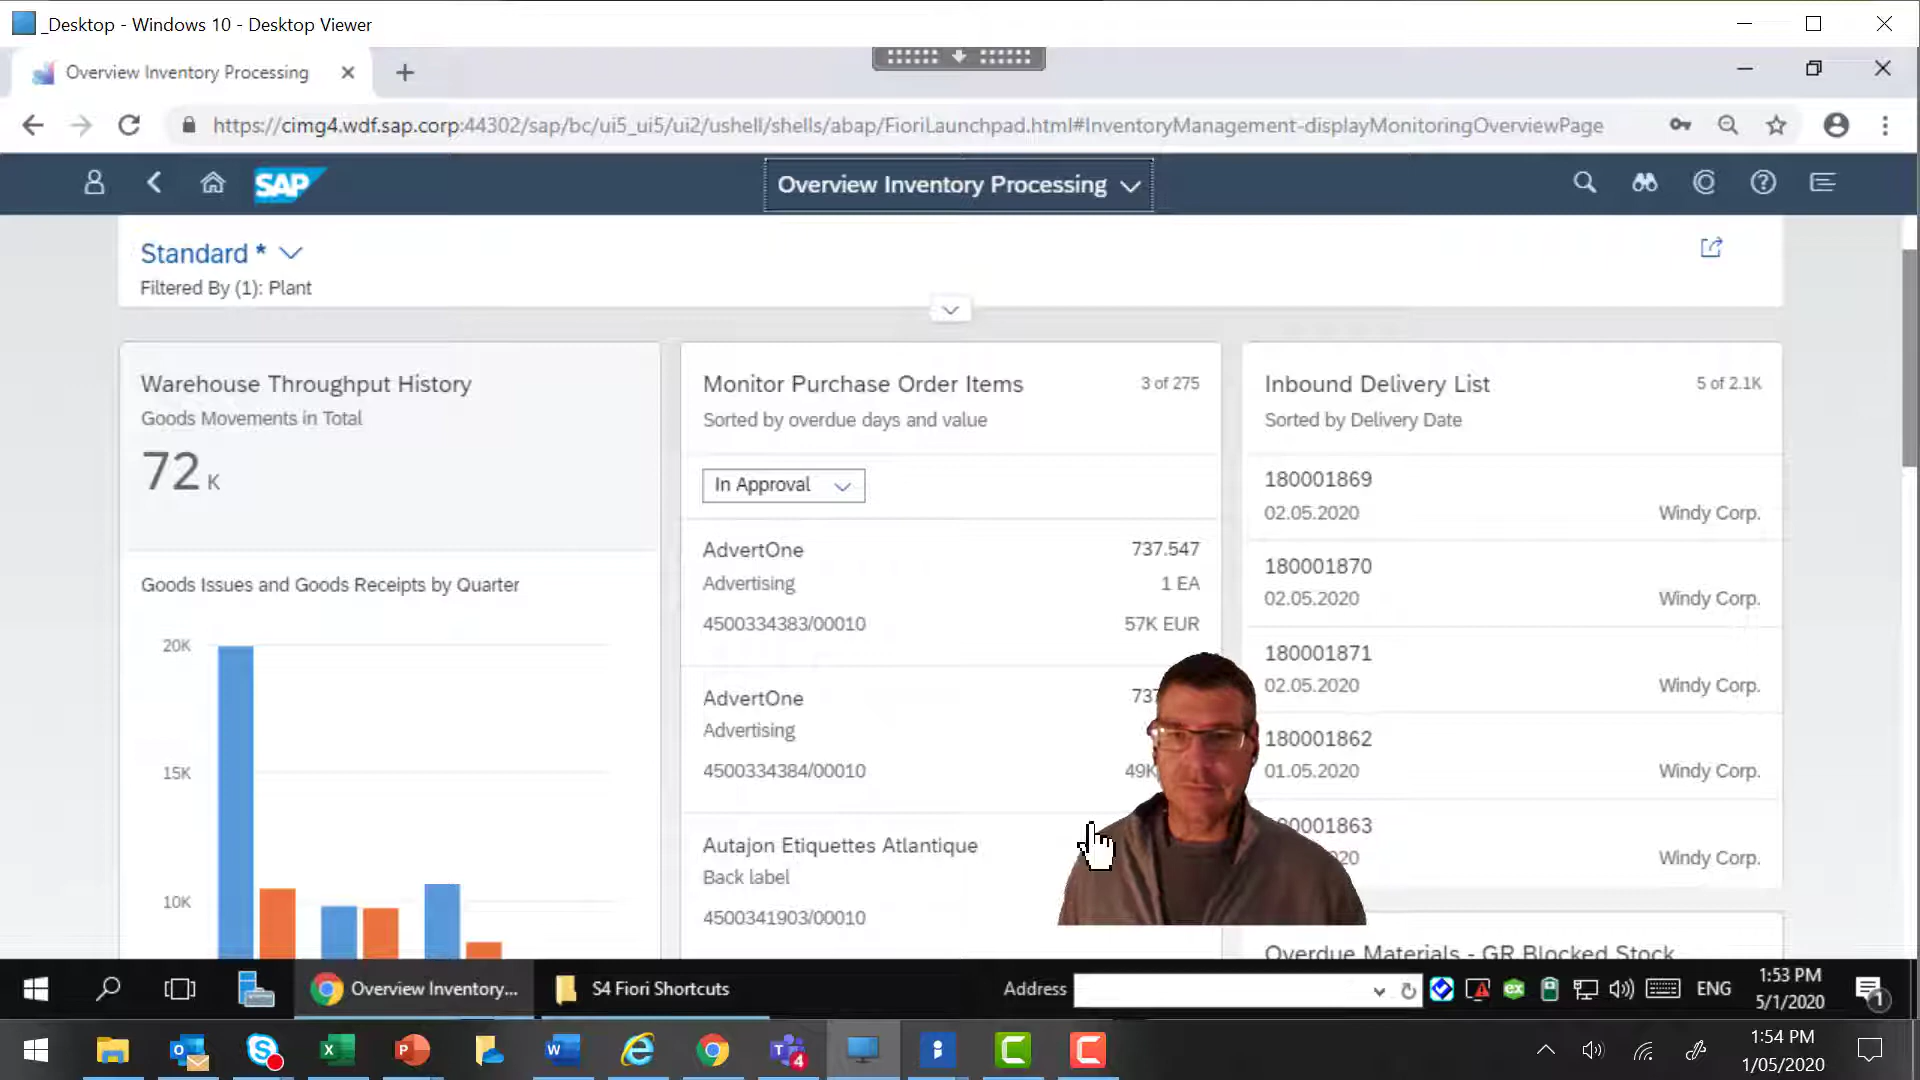 _Desktop - Windows 10 - Desktop Viewer
Overview Inventory Processing
https://cimg4.wdf.sap.corp:44302/sap/bc/ui5_ui5/ui2/ushell/shells/abap/FioriLaunchpad.html#InventoryManagement-displayMonitoringOverviewPage
SAP
Overview Inventory Processing
Standard *
Filtered By (1): Plant
Warehouse Throughput History
Goods Movements in Total
72 K
Goods Issues and Goods Receipts by Quarter
20K
15K
10K
Monitor Purchase Order Items
3 of 275
Sorted by overdue days and value
In Approval
AdvertOne
737.547
Advertising
1 EA
4500334383/00010
57K EUR
AdvertOne
737
Advertising
4500334384/00010
49K
Autajon Etiquettes Atlantique
Back label
4500341903/00010
Inbound Delivery List
5 of 2.1K
Sorted by Delivery Date
180001869
02.05.2020
Windy Corp.
180001870
02.05.2020
Windy Corp.
180001871
02.05.2020
Windy Corp.
180001862
01.05.2020
Windy Corp.
0001863
020
Windy Corp.
Overdue Materials - GR Blocked Stock
Overview Inventory...
S4 Fiori Shortcuts
Address
ex
ENG
1:53 PM
5/1/2020
1
1:54 PM
1/05/2020
4